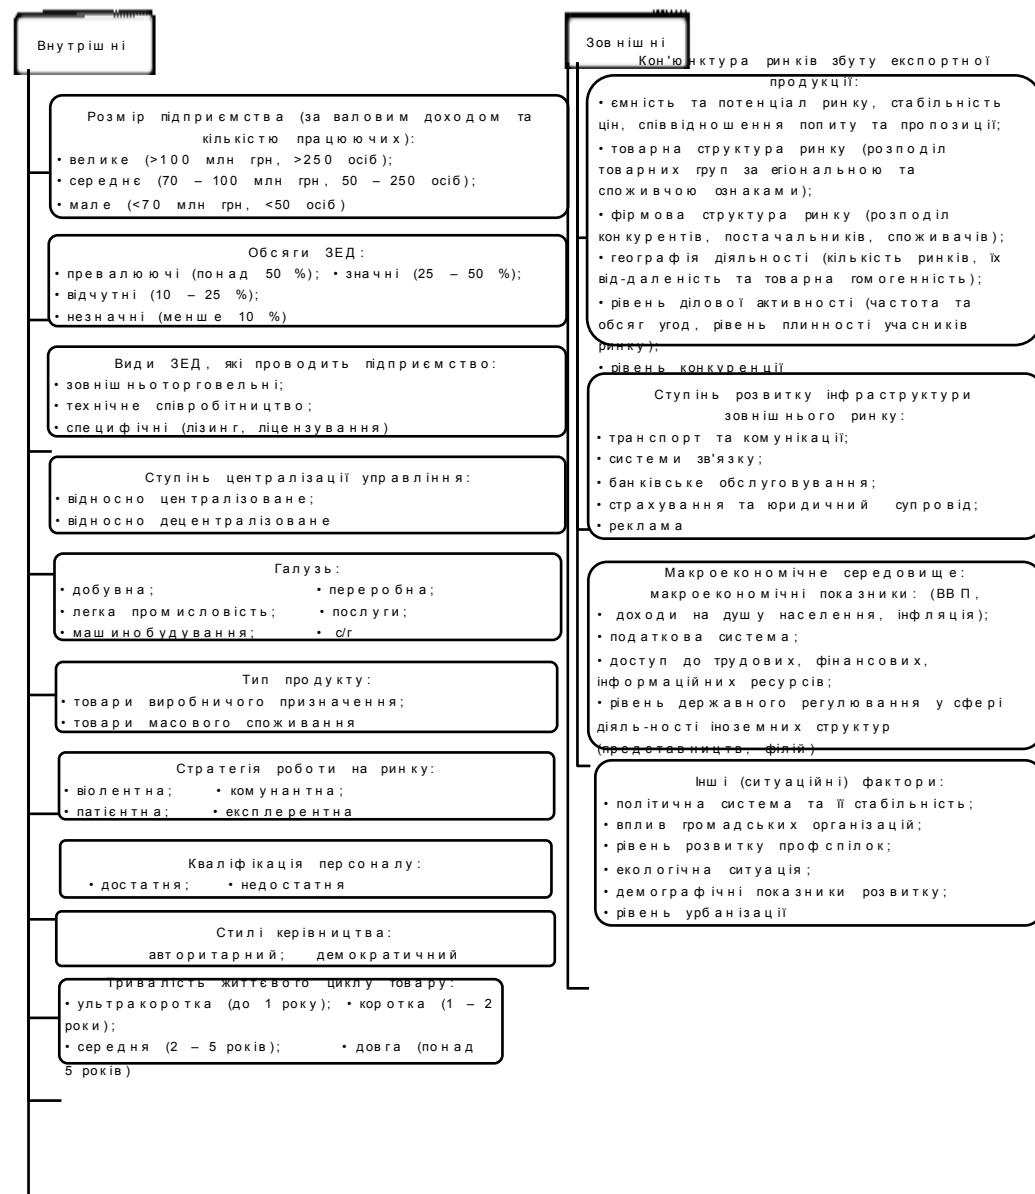 Внутрішні
Розмір підприємства (за валовим доходом та
кількістю працюючих):
• велике (>100 млн грн, >250 осіб);
• середнє (70 – 100 млн грн, 50 – 250 осіб);
• мале (<70 млн грн, <50 осіб)
Обсяги ЗЕД:
• превалюючі (понад 50 %); • значні (25 – 50 %);
• відчутні (10 – 25 %);
• незначні (менше 10 %)
Види ЗЕД, які проводить підприємство:
• зовнішньоторговельні;
• технічне співробітництво;
• специфічні (лізинг, ліцензування)
Ступінь централізації управління:
• відносно централізоване;
• відносно децентралізоване
Галузь:
• добувна; • переробна;
• легка промисловість; • послуги;
• машинобудування; • с/г
Тип продукту:
• товари виробничого призначення;
• товари масового споживання
Стратегія роботи на ринку:
• віолентна; • комунантна;
• патієнтна; • експлерентна
Кваліфікація персоналу:
• достатня; • недостатня
Стилі керівництва:
авторитарний; демократичний
Тривалість життєвого циклу товару:
• ультракоротка (до 1 року); • коротка (1 – 2
роки);
• середня (2 – 5 років); • довга (понад
5 років)
Зовнішні
Кон'юнктура ринків збуту експортної
продукції:
• ємність та потенціал ринку, стабільність
цін, співвідношення попиту та пропозиції;
• товарна структура ринку (розподіл
товарних груп за егіональною та
споживчою ознаками);
• фірмова структура ринку (розподіл
конкурентів, постачальників, споживачів);
• географія діяльності (кількість ринків, їх
від-даленість та товарна гомогенність);
• рівень ділової активності (частота та
обсяг угод, рівень плинності учасників
ринку);
• рівень конкуренції
Ступінь розвитку інфраструктури
зовнішнього ринку:
• транспорт та комунікації;
• системи зв'язку;
• банківське обслуговування;
• страхування та юридичний супровід;
• реклама
Макроекономічне середовище:
макроекономічні показники: (ВВП,
• доходи на душу населення, інфляція);
• податкова система;
• доступ до трудових, фінансових,
інформаційних ресурсів;
• рівень державного регулювання у сфері
діяль-ності іноземних структур
(представництв, філій)
Інші (ситуаційні) фактори:
• політична система та її стабільність;
• вплив громадських організацій;
• рівень розвитку профспілок;
• екологічна ситуація;
• демографічні показники розвитку;
• рівень урбанізації